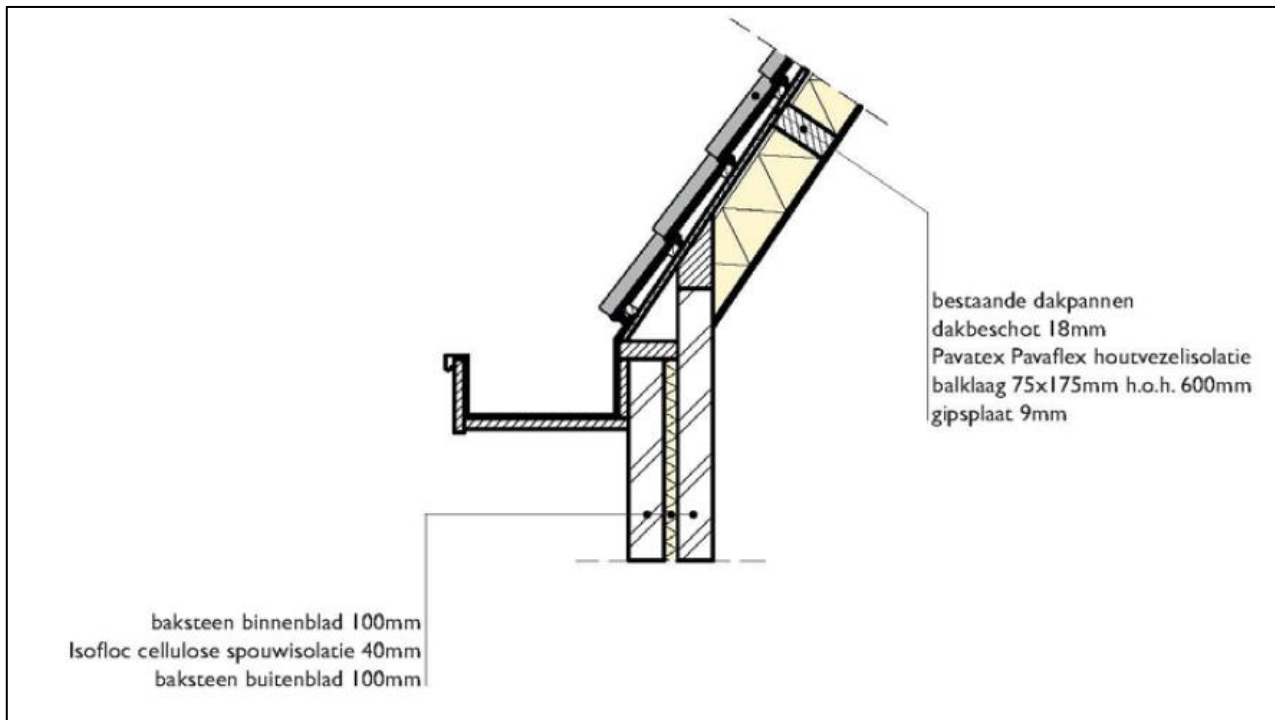 bestaande dakpannen
dakbeschot 18mm
Pavatex Pavaflex houtvezelisolatie
balklaag 75x175mm h.o.h. 600mm
gipsplaat 9mm
baksteen binnenblad 100mm
Isofloc cellulose spouwisolatie 40mm
baksteen buitenblad 100mm